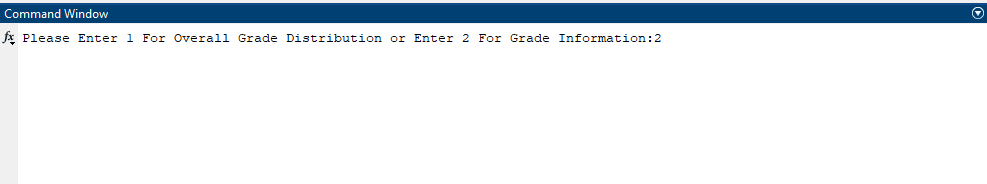 Command Window
fx Please Enter 1 For Overall Grade Distribution or Enter 2 For Grade Information:2